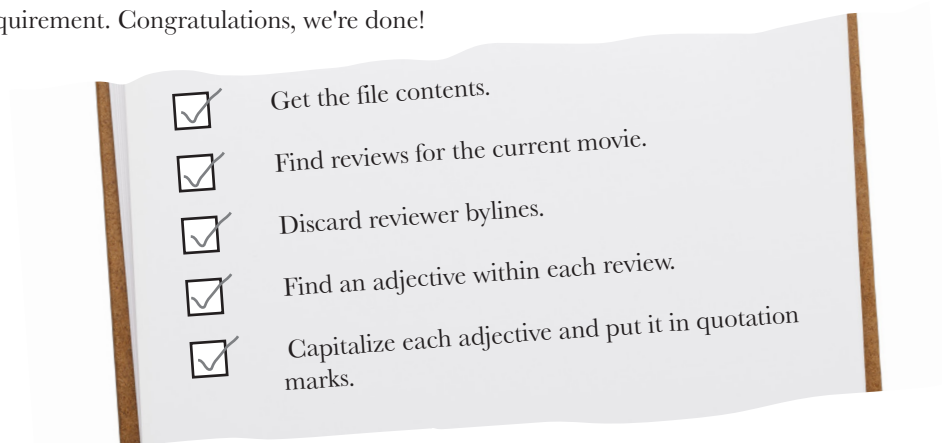 quirement. Congratulations, we're done!
Get the file contents.
Find reviews for the current movie.
Discard reviewer bylines.
Find an adjective within each review.
Capitalize each adjective and put it in quotation
marks.